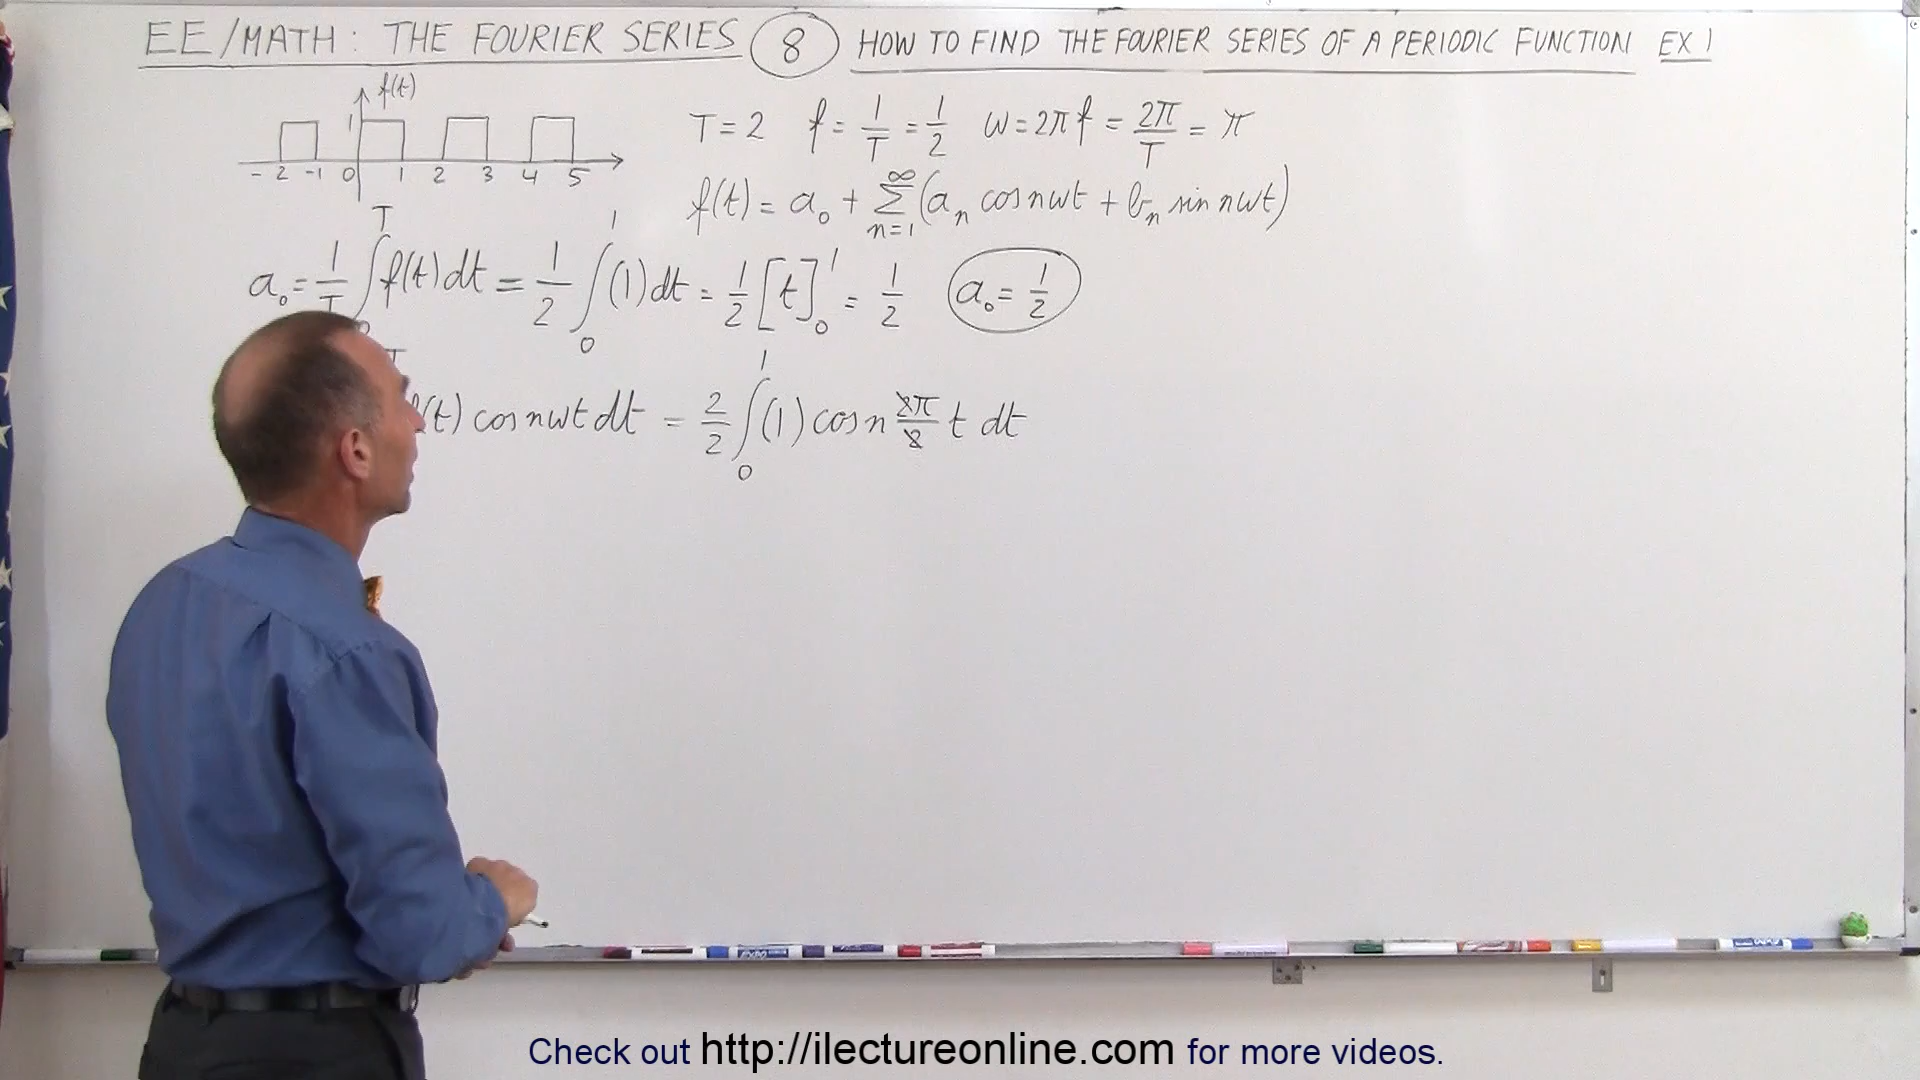 EE/MATH: THE FOURIER SERIES 8 HOW TO FIND THE FOURIER SERIES OF A PERIODIC FUNCTION EX 1
f(t)
1
-2 -1 0 1 2 3 4 5
T = 2 f = 1/T = 1/2 ω = 2πf = 2π/T = π
f(t) = a₀ + ∑_{n=1}^{∞} (aₙ cos nωt + bₙ sin nωt)
a₀ = 1/T ∫₀ᵀ f(t) dt = 1/2 ∫₀¹ (1) dt = 1/2 [t]₀¹ = 1/2 a₀ = 1/2
(t) cos nωt dt = 2/2 ∫₀¹ (1) cos n 2π/2 t dt
EXPO
Check out http://ilectureonline.com for more videos.